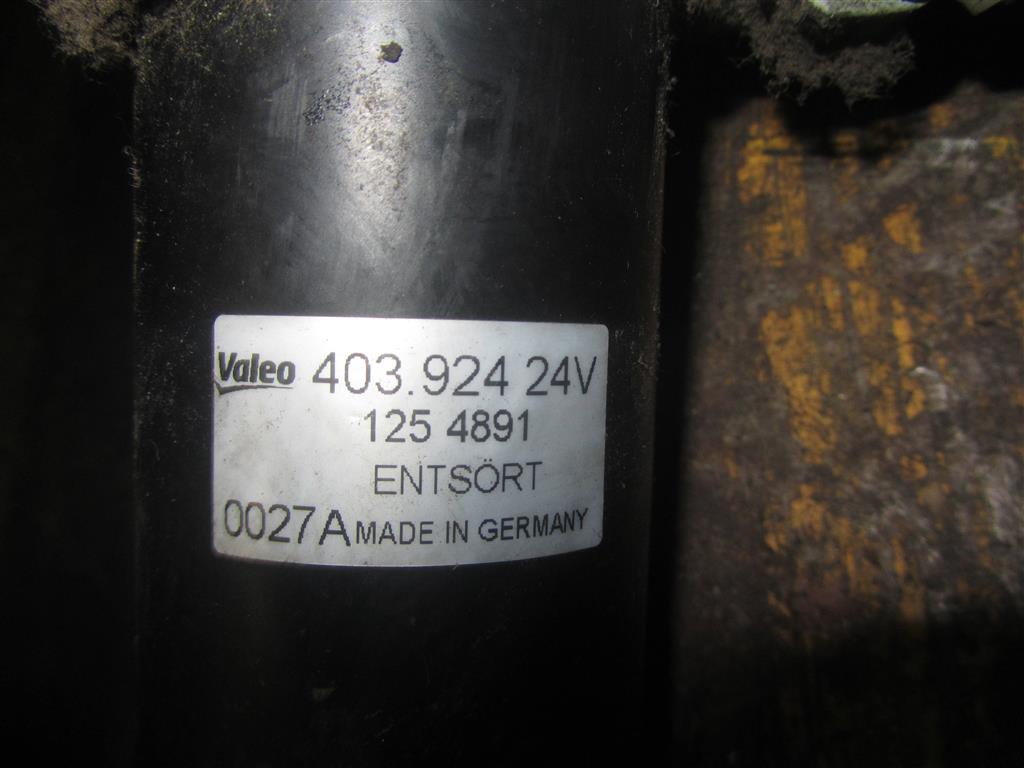 Valeo 403.924 24V
125 4891
ENTSÖRT
0027A MADE IN GERMANY